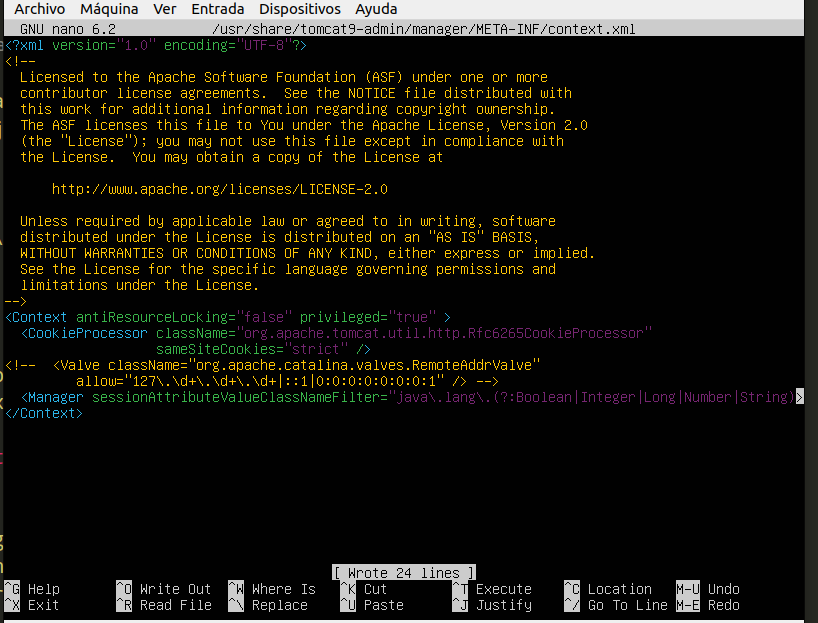 Archivo Máquina Ver Entrada Dispositivos Ayuda
GNU nano 6.2 /usr/share/tomcat9-admin/manager/META-INF/context.xml
<?xml version="1.0" encoding="UTF-8"?>
<!--
Licensed to the Apache Software Foundation (ASF) under one or more
contributor license agreements.  See the NOTICE file distributed with
this work for additional information regarding copyright ownership.
The ASF licenses this file to You under the Apache License, Version 2.0
(the "License"); you may not use this file except in compliance with
the License.  You may obtain a copy of the License at
http://www.apache.org/licenses/LICENSE-2.0
Unless required by applicable law or agreed to in writing, software
distributed under the License is distributed on an "AS IS" BASIS,
WITHOUT WARRANTIES OR CONDITIONS OF ANY KIND, either express or implied.
See the License for the specific language governing permissions and
limitations under the License.
-->
<Context antiResourceLocking="false" privileged="true" >
<CookieProcessor className="org.apache.tomcat.util.http.Rfc6265CookieProcessor"
sameSiteCookies="strict" />
<!--  <Valve className="org.apache.catalina.valves.RemoteAddrValve"
allow="127\.\d+\.\d+\.\d+|::1|0:0:0:0:0:0:0:1" /> -->
<Manager sessionAttributeValueClassNameFilter="java\.lang\.(?:Boolean|Integer|Long|Number|String)>
</Context>
[ Wrote 24 lines ]
^G Help ^O Write Out ^W Where Is ^K Cut ^T Execute ^C Location M-U Undo
^X Exit ^R Read File ^\ Replace ^U Paste ^J Justify ^/ Go To Line M-E Redo